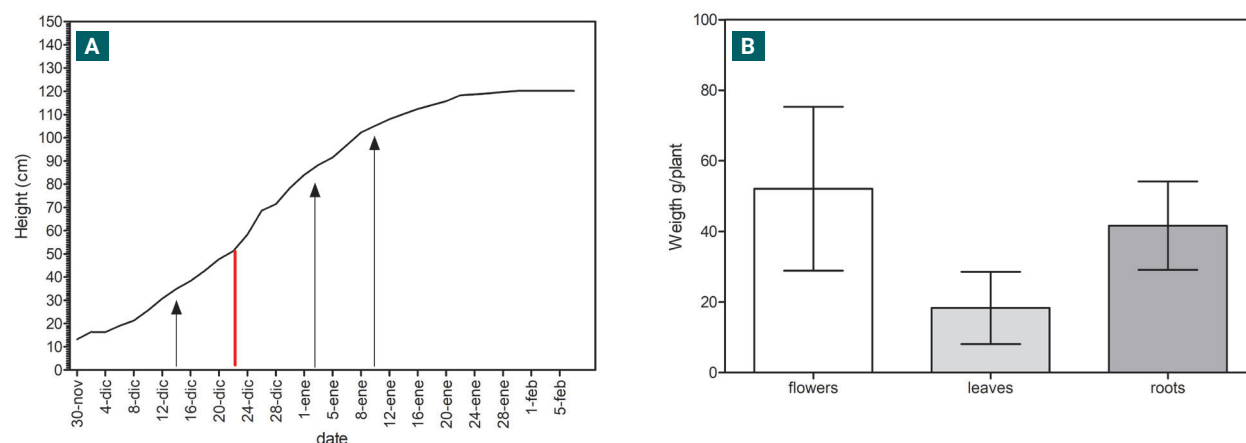 A
Height (cm)
150
140
130
120
110
100
90
80
70
60
50
40
30
20
10
0
30-nov
4-dic
8-dic
12-dic
16-dic
20-dic
24-dic
28-dic
1-ene
5-ene
8-ene
12-ene
16-ene
20-ene
24-ene
28-ene
1-feb
5-feb
date
B
Weigth g/plant
100
80
60
40
20
0
flowers
leaves
roots